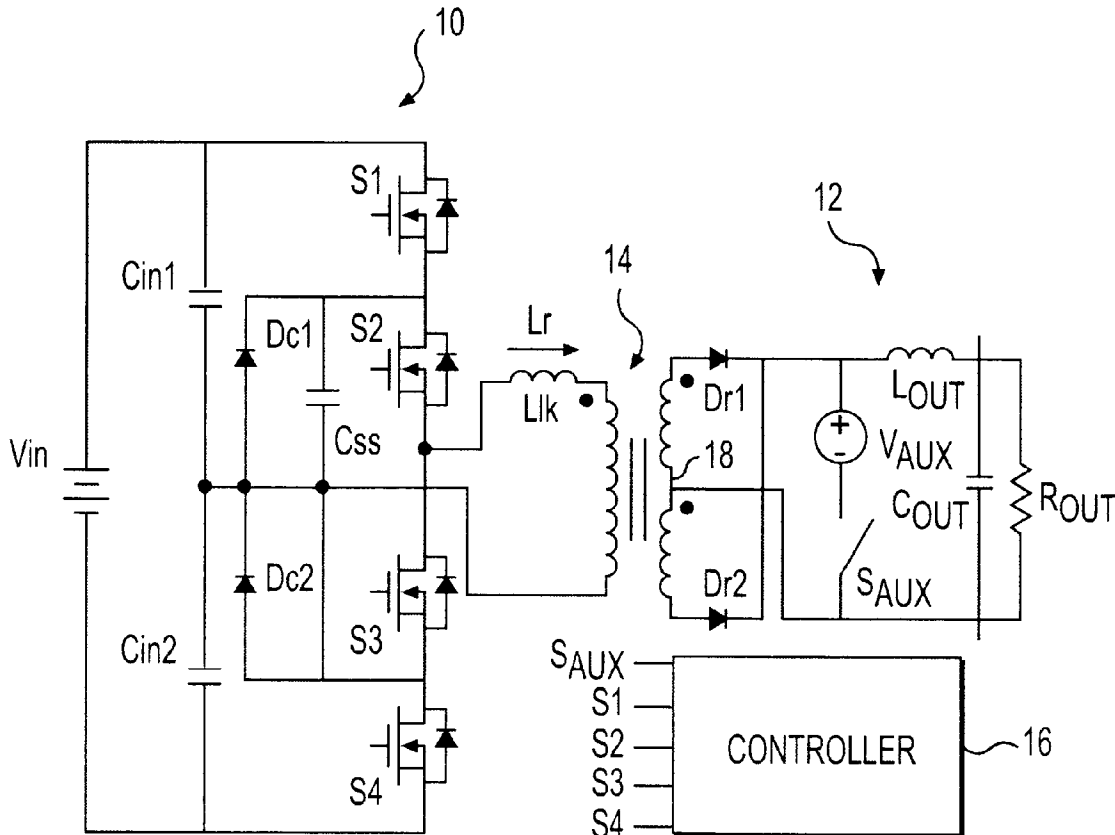 10
S1
12
Cin1
14
Dc1
S2
Lr
Llk
Dr1
LOUT
Vin
Css
18
VAUX
COUT
ROUT
Dc2
Dr2
SAUX
Cin2
S3
SAUX
S1
S2
CONTROLLER
16
S3
S4
S4